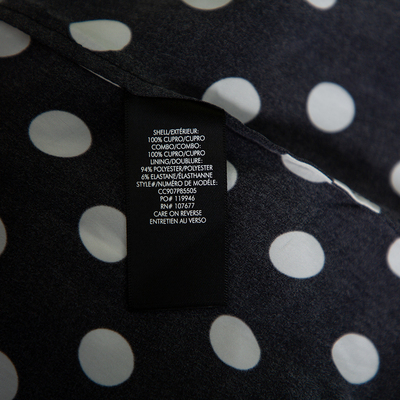 SHELL/EXTÉRIEUR:
100% CUPRO/CUPRO
COMBO/COMBO:
100% CUPRO/CUPRO
LINING/DOUBLURE:
94% POLYESTER/POLYESTER
6% ELASTANE/ÉLASTHANNE
STYLE#/NUMÉRO DE MODÈLE:
CC907PB5505
PO# 119946
RN# 107677
CARE ON REVERSE
ENTRETIEN AU VERSO